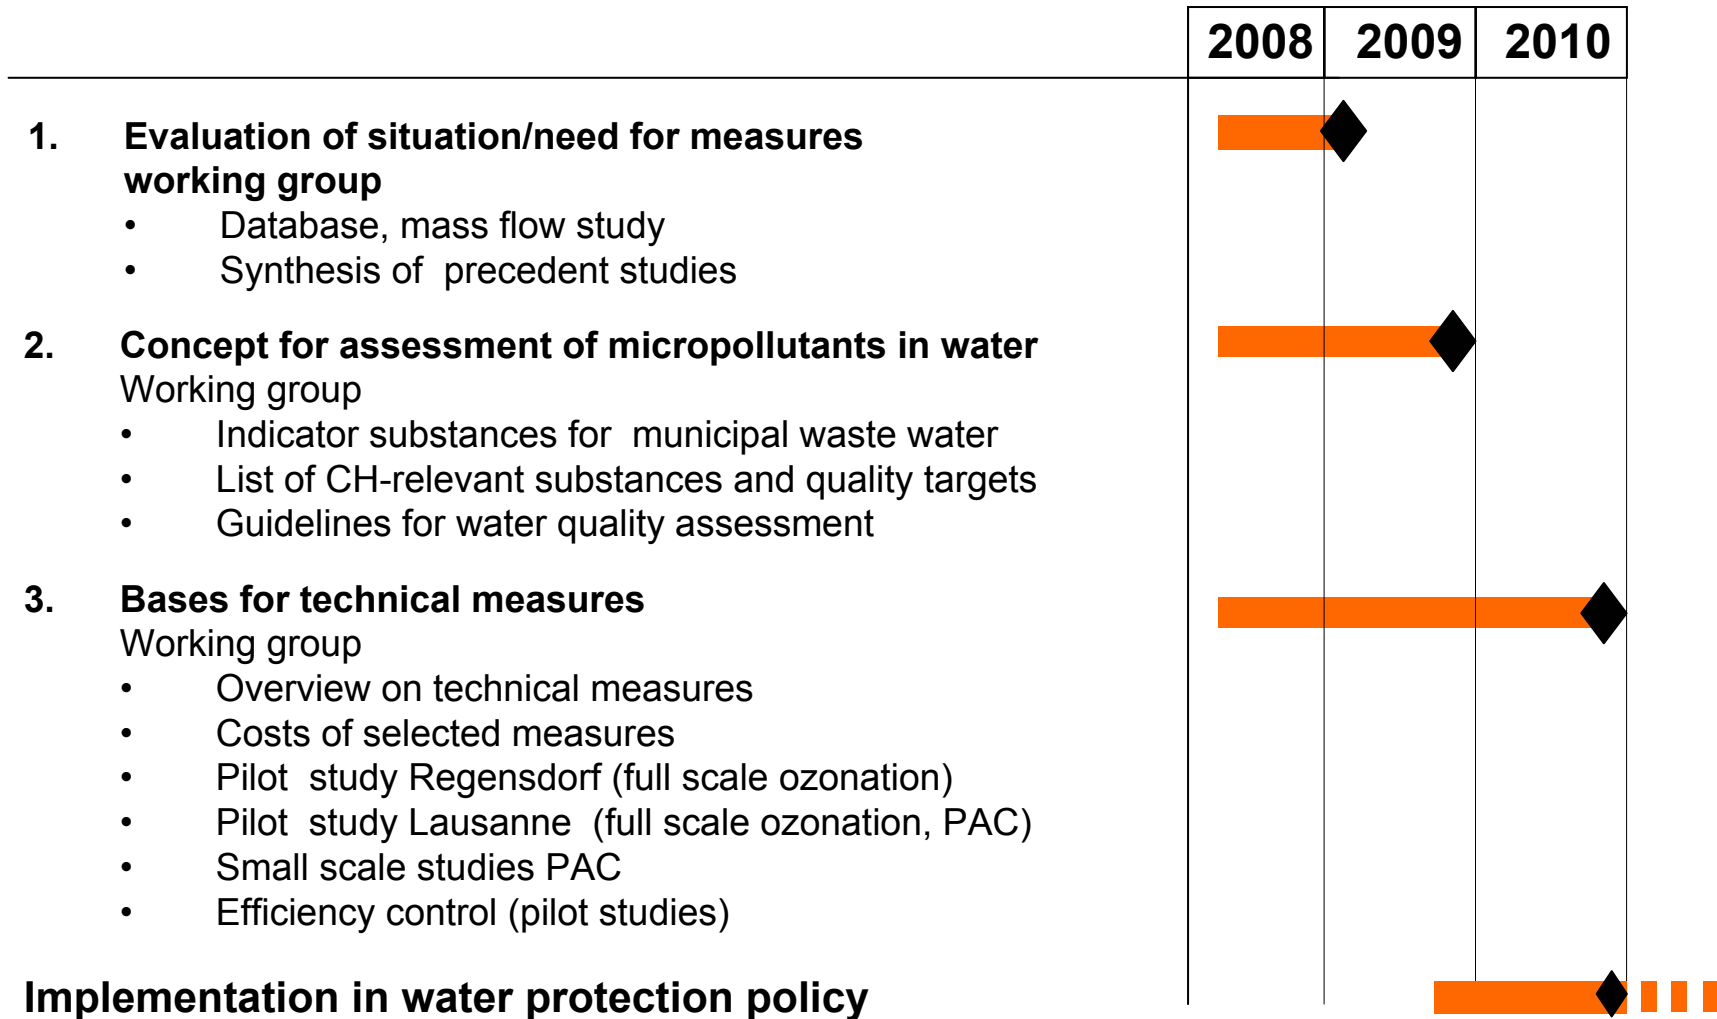 2008 2009 2010
1. Evaluation of situation/need for measures
working group
• Database, mass flow study
• Synthesis of precedent studies
2. Concept for assessment of micropollutants in water
Working group
• Indicator substances for municipal waste water
• List of CH-relevant substances and quality targets
• Guidelines for water quality assessment
3. Bases for technical measures
Working group
• Overview on technical measures
• Costs of selected measures
• Pilot study Regensdorf (full scale ozonation)
• Pilot study Lausanne (full scale ozonation, PAC)
• Small scale studies PAC
• Efficiency control (pilot studies)
Implementation in water protection policy